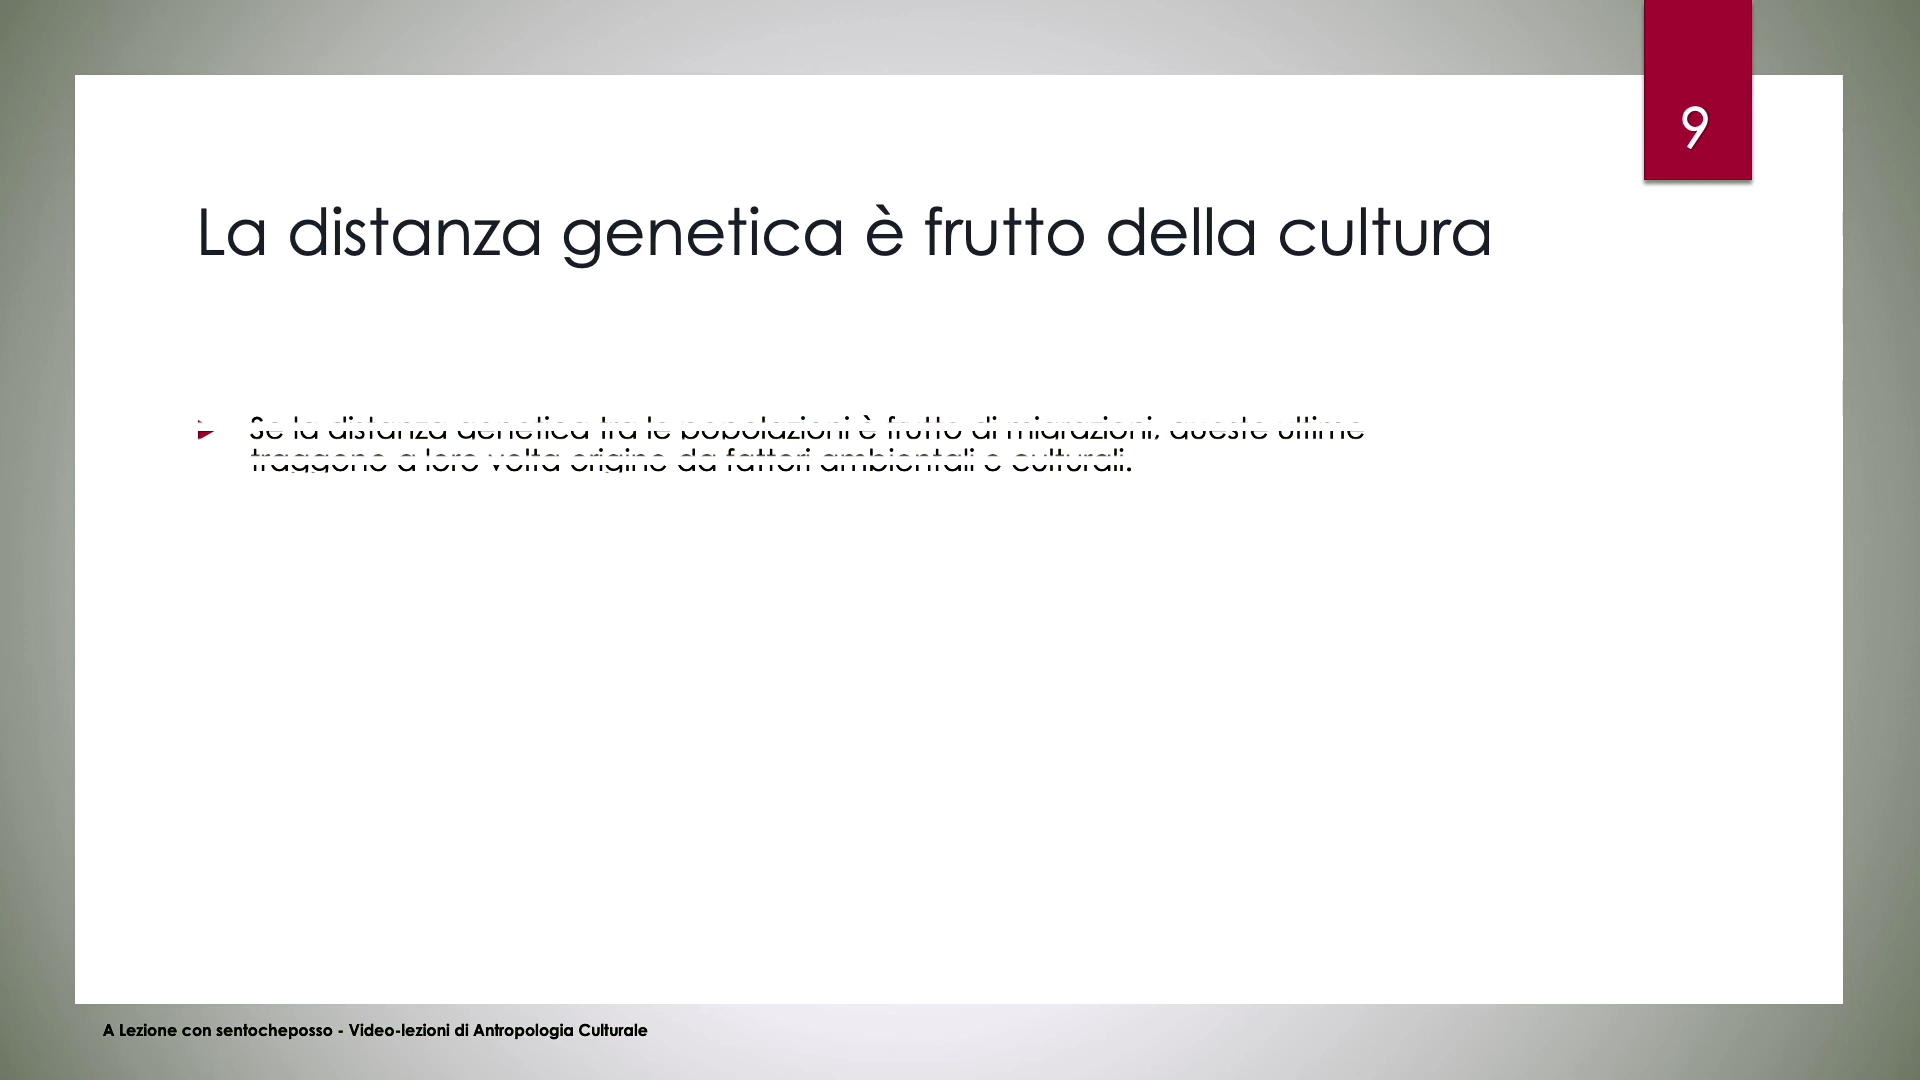 9
La distanza genetica è frutto della cultura
Se la distanza genetica tra le popolazioni è frutto di migrazioni, queste ultime
traggono a loro volta origine da fattori ambientali e culturali.
A Lezione con sentocheposso - Video-lezioni di Antropologia Culturale